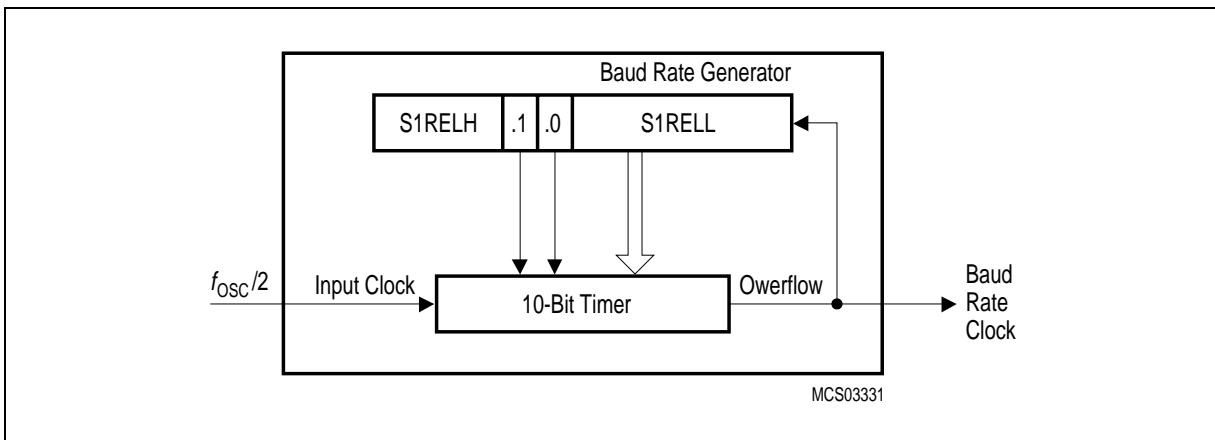 Baud Rate Generator
S1RELH .1 .0 S1RELL
fOSC/2 Input Clock 10-Bit Timer Owerflow
Baud
Rate
Clock
MCS03331